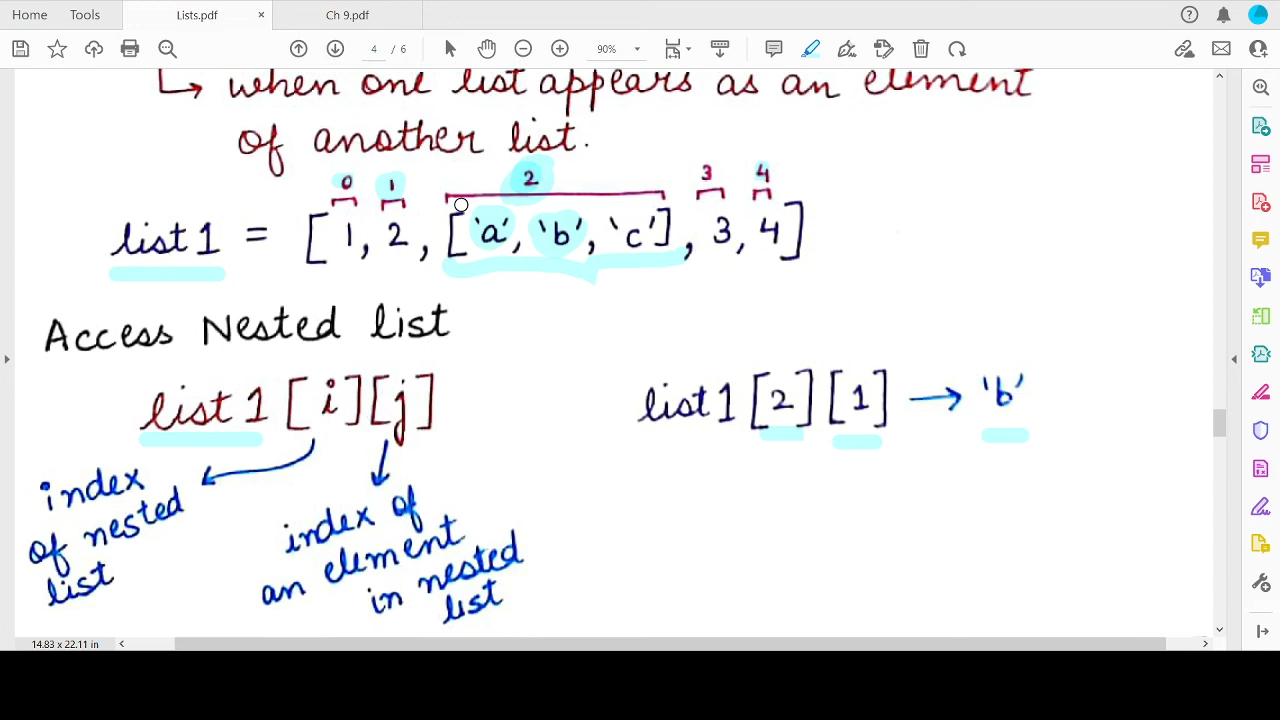 Home Tools Lists.pdf × Ch 9.pdf
4 / 6 90%
↳ when one list appears as an element
of another list.
0 1 2 3 4
list1 = [1, 2, ['a', 'b', 'c'], 3, 4]
Access Nested list
list1[i][j]
list1[2][1] → 'b'
index
of nested
list
index of
an element
in nested
list
14.83 x 22.11 in